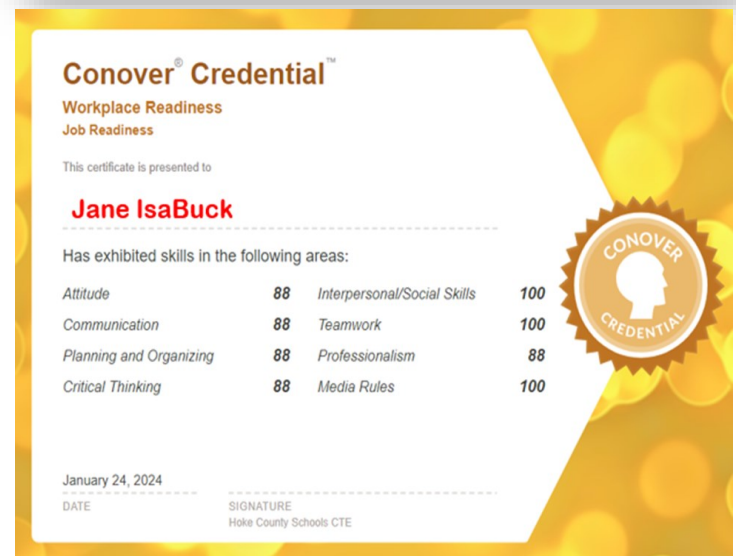 Conover® Credential™
Workplace Readiness
Job Readiness
This certificate is presented to
Jane IsaBuck
Has exhibited skills in the following areas:
Attitude 88 Interpersonal/Social Skills 100
Communication 88 Teamwork 100
Planning and Organizing 88 Professionalism 88
Critical Thinking 88 Media Rules 100
CONOVER
CREDENTIAL
January 24, 2024
DATE SIGNATURE
Hoke County Schools CTE